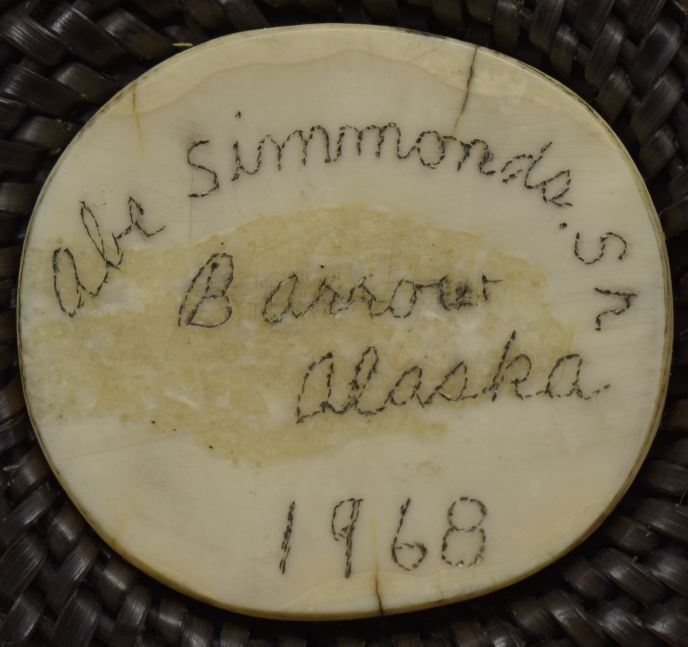 Abe Simmonds. Sr
Barrow
Alaska
1968